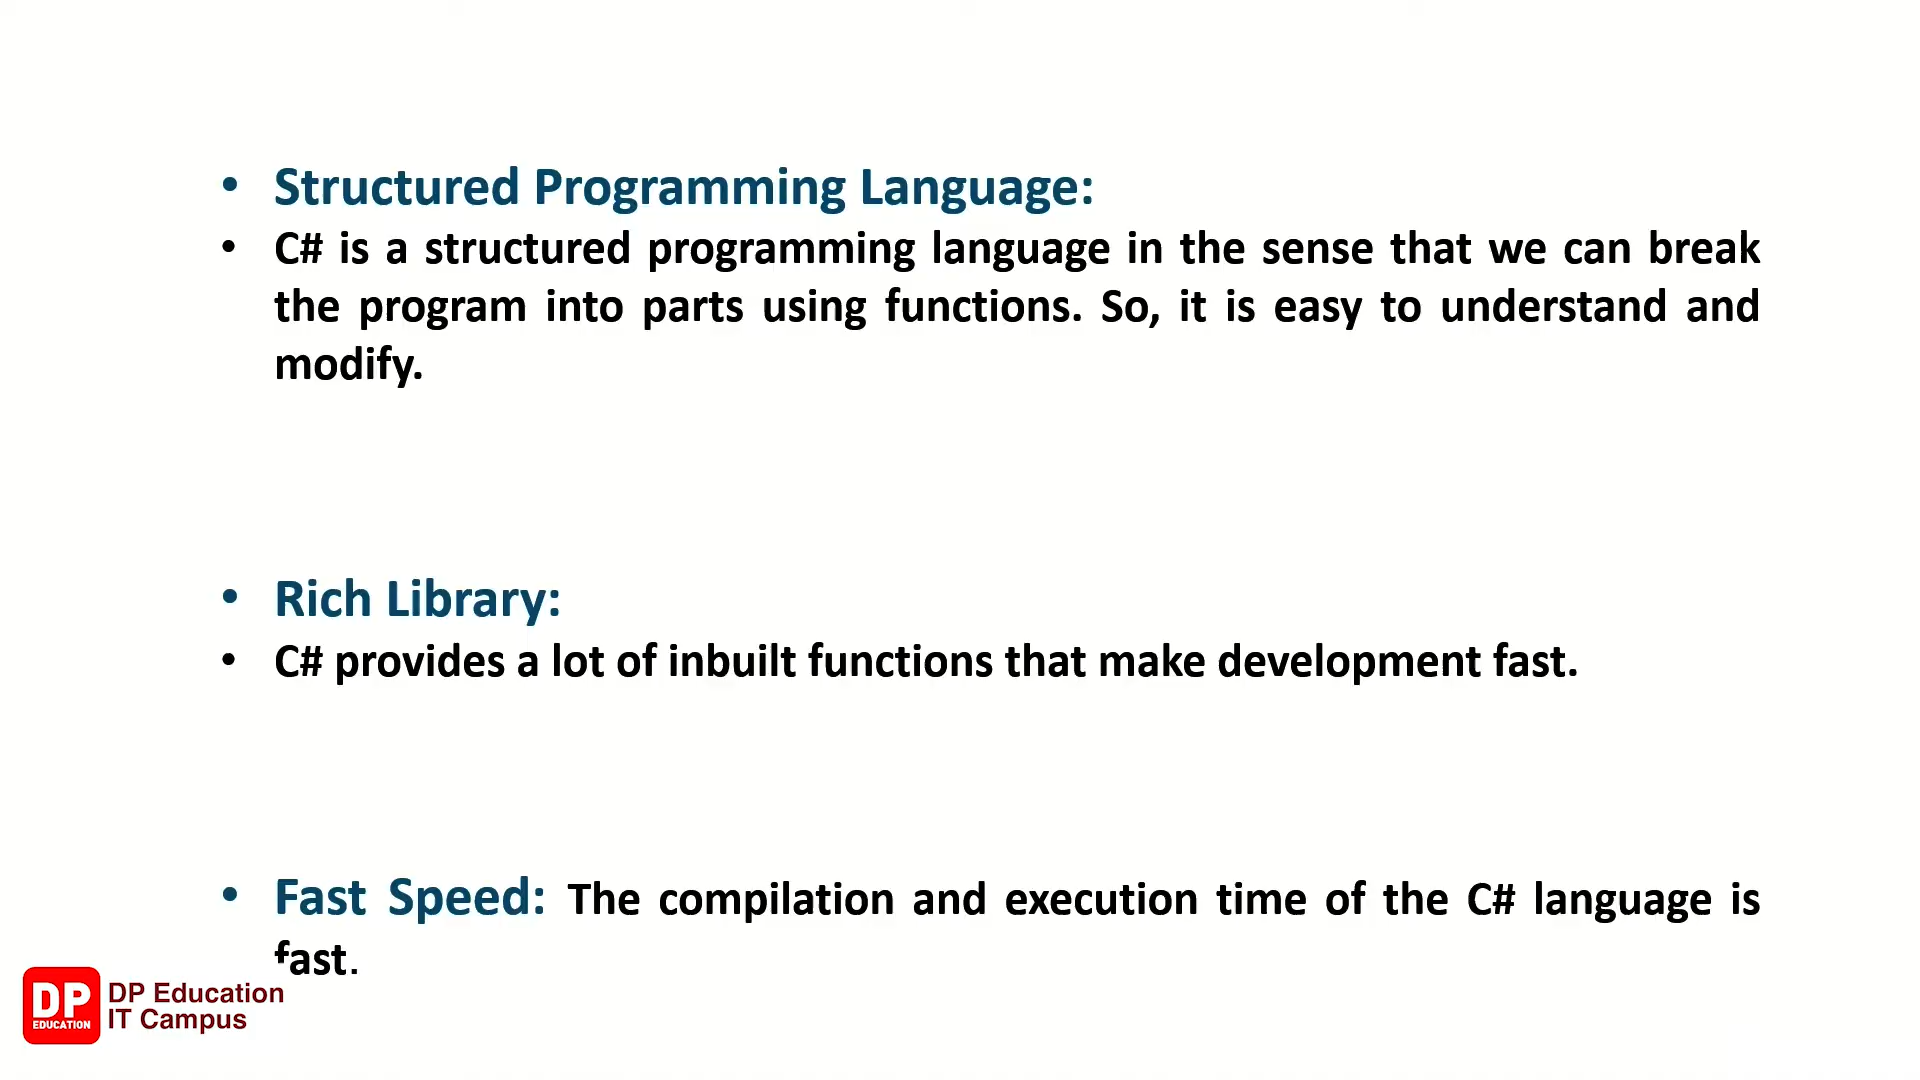 • Structured Programming Language:
• C# is a structured programming language in the sense that we can break
the program into parts using functions. So, it is easy to understand and
modify.
• Rich Library:
• C# provides a lot of inbuilt functions that make development fast.
• Fast Speed: The compilation and execution time of the C# language is
fast.
DP
EDUCATION
DP Education
IT Campus